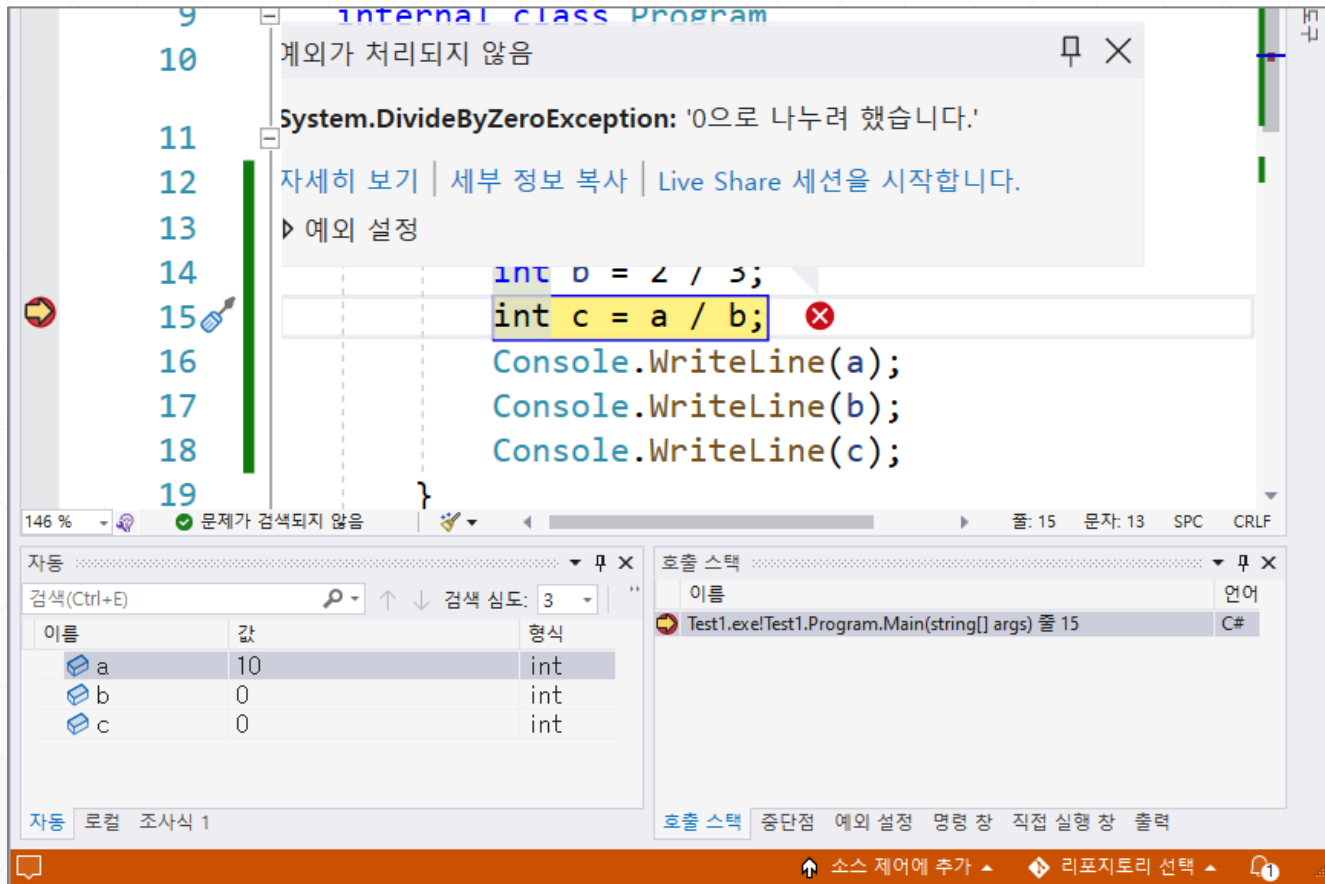 9 internal class Program
10
예외가 처리되지 않음
System.DivideByZeroException: '0으로 나누려 했습니다.'
11
12
자세히 보기 | 세부 정보 복사 | Live Share 세션을 시작합니다.
13
예외 설정
14 int b = 2 / 3;
15 int c = a / b;
16 Console.WriteLine(a);
17 Console.WriteLine(b);
18 Console.WriteLine(c);
19 }
도구
146 % 문제가 검색되지 않음 줄: 15 문자: 13 SPC CRLF
자동
검색(Ctrl+E) 검색 심도: 3
이름 값 형식
a 10 int
b 0 int
c 0 int
자동 로컬 조사식 1
호출 스택
이름 언어
Test1.exe!Test1.Program.Main(string[] args) 줄 15 C#
호출 스택 중단점 예외 설정 명령 창 직접 실행 창 출력
소스 제어에 추가 리포지토리 선택 1